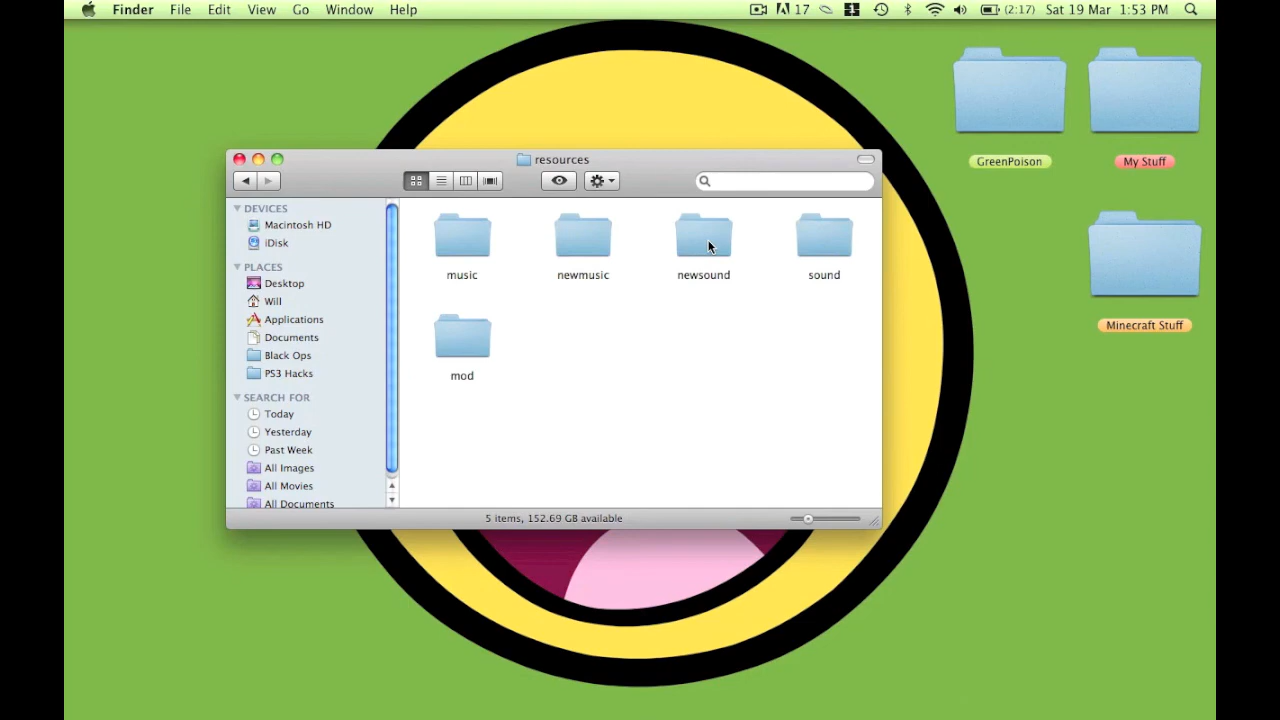 Finder File Edit View Go Window Help 17 (2:17) Sat 19 Mar 1:53 PM
GreenPoison My Stuff
Minecraft Stuff
resources
DEVICES
Macintosh HD
iDisk
PLACES
Desktop
Will
Applications
Documents
Black Ops
PS3 Hacks
SEARCH FOR
Today
Yesterday
Past Week
All Images
All Movies
All Documents
music newmusic newsound sound
mod
5 items, 152.69 GB available